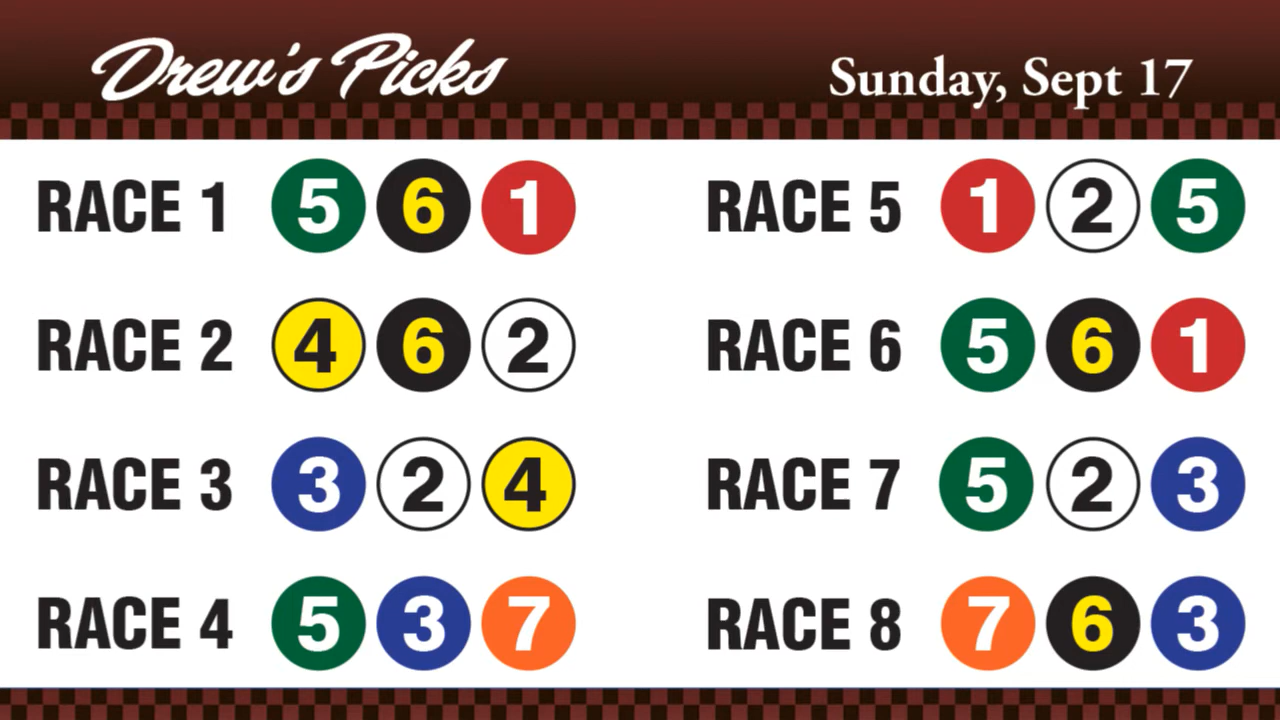 Drew's Picks
Sunday, Sept 17
RACE 1 5 6 1
RACE 2 4 6 2
RACE 3 3 2 4
RACE 4 5 3 7
RACE 5 1 2 5
RACE 6 5 6 1
RACE 7 5 2 3
RACE 8 7 6 3